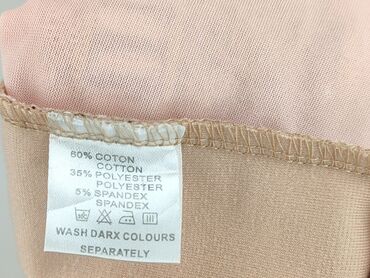 60% COTON
COTTON
35% POLYESTER
POLYESTER
5% SPANDEX
SPANDEX
WASH DARX COLOURS
SEPARATELY